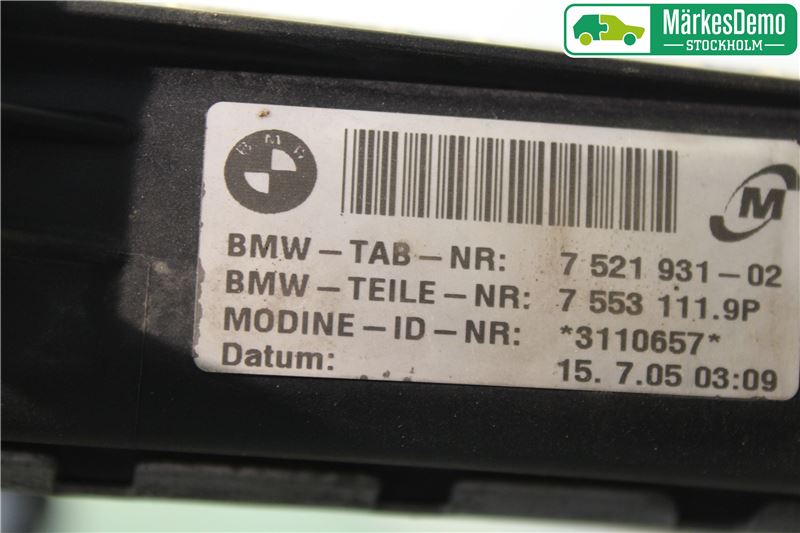 MärkesDemo
STOCKHOLM
BMW
M
BMW-TAB-NR: 7 521 931-02
BMW-TEILE-NR: 7 553 111.9P
MODINE-ID-NR: *3110657*
Datum: 15. 7.05 03:09